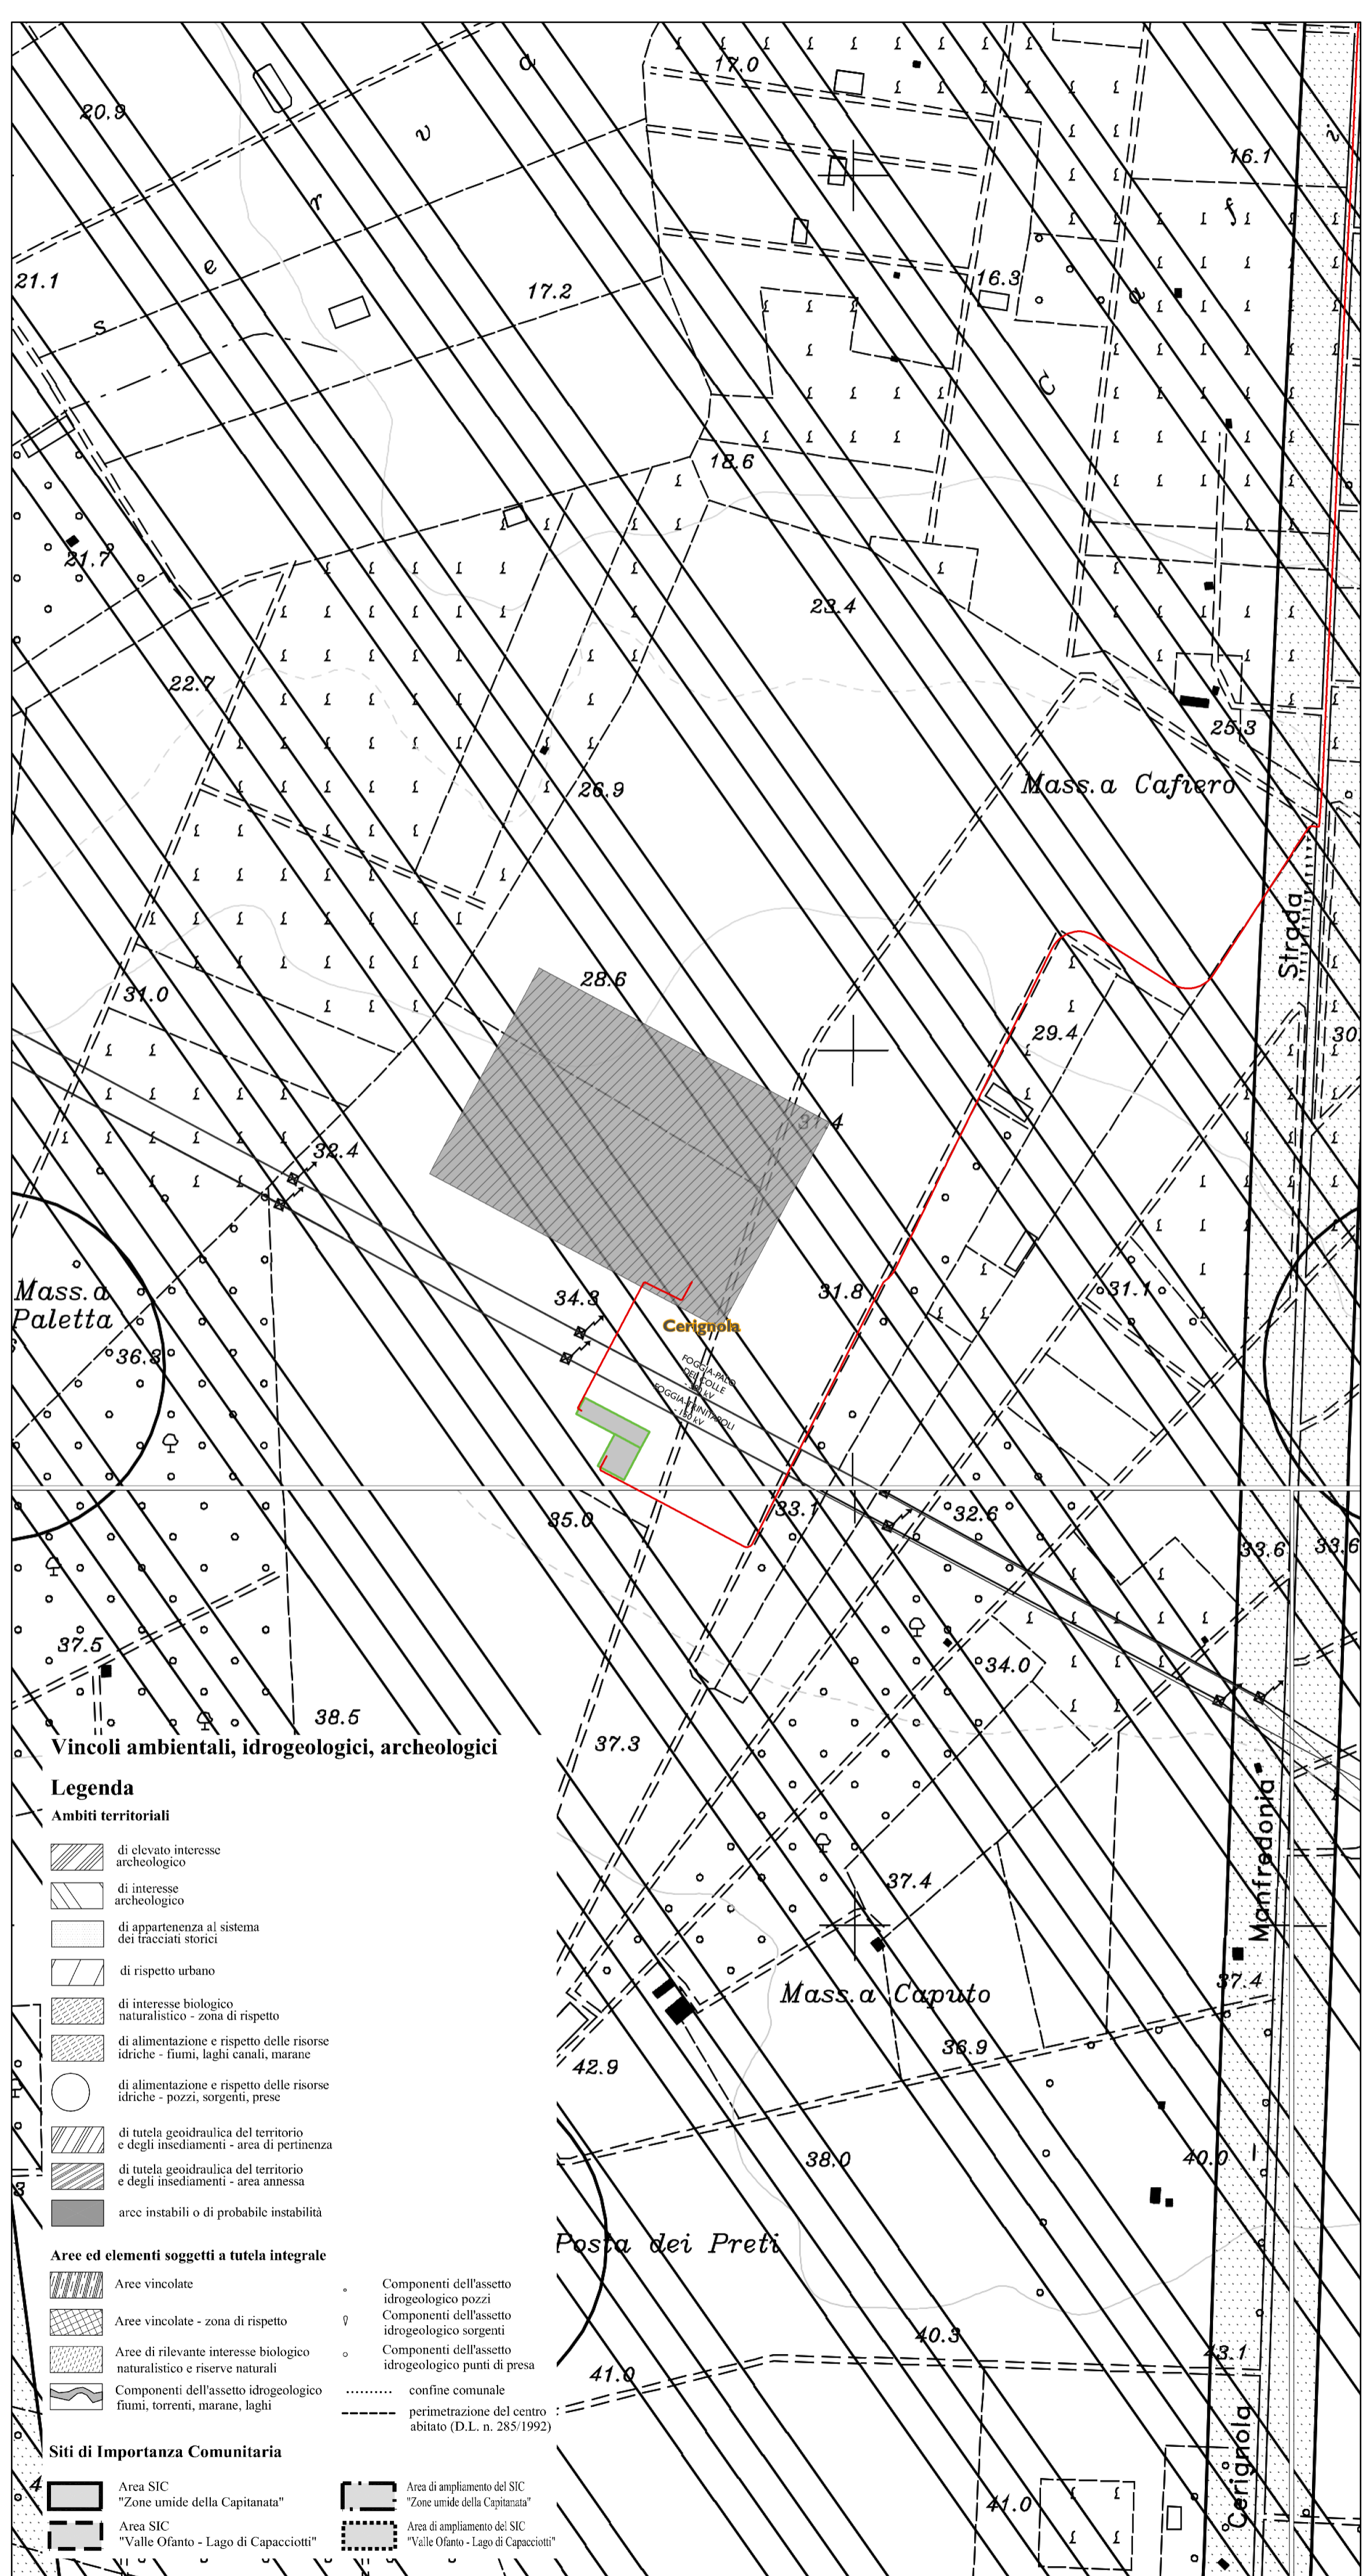 17.0
20.9
16.1
c
v
r
e
s
i
f
a
C
21.1
17.2
16.3
18.6
21.7
23.4
22.7
25.3
Mass.a Cafiero
26.9
Strada
28.6
31.0
29.4
30
31.4
32.4
Mass.a
Paletta
34.3
31.8
31.1
Cerignola
36.8
FOGGIA-PALO
DEL COLLE
FOGGIA-TRINITAPOLI
- 150 kV
35.0
33.1
32.6
33.6
33.6
37.5
34.0
38.5
37.3
Manfredonia
37.4
Mass.a Caputo
37.4
36.9
42.9
38.0
40.0
Posta dei Preti
40.3
43.1
41.0
Cerignola
41.0
4
Vincoli ambientali, idrogeologici, archeologici
Legenda
Ambiti territoriali
di elevato interesse
archeologico
di interesse
archeologico
di appartenenza al sistema
dei tracciati storici
di rispetto urbano
di interesse biologico
naturalistico - zona di rispetto
di alimentazione e rispetto delle risorse
idriche - fiumi, laghi canali, marane
di alimentazione e rispetto delle risorse
idriche - pozzi, sorgenti, prese
di tutela geoidraulica del territorio
e degli insediamenti - area di pertinenza
di tutela geoidraulica del territorio
e degli insediamenti - area annessa
aree instabili o di probabile instabilità
Aree ed elementi soggetti a tutela integrale
Aree vincolate
Aree vincolate - zona di rispetto
Aree di rilevante interesse biologico
naturalistico e riserve naturali
Componenti dell'assetto idrogeologico
fiumi, torrenti, marane, laghi
Componenti dell'assetto
idrogeologico pozzi
Componenti dell'assetto
idrogeologico sorgenti
Componenti dell'assetto
idrogeologico punti di presa
confine comunale
perimetrazione del centro
abitato (D.L. n. 285/1992)
Siti di Importanza Comunitaria
Area SIC
"Zone umide della Capitanata"
Area SIC
"Valle Ofanto - Lago di Capacciotti"
Area di ampliamento del SIC
"Zone umide della Capitanata"
Area di ampliamento del SIC
"Valle Ofanto - Lago di Capacciotti"